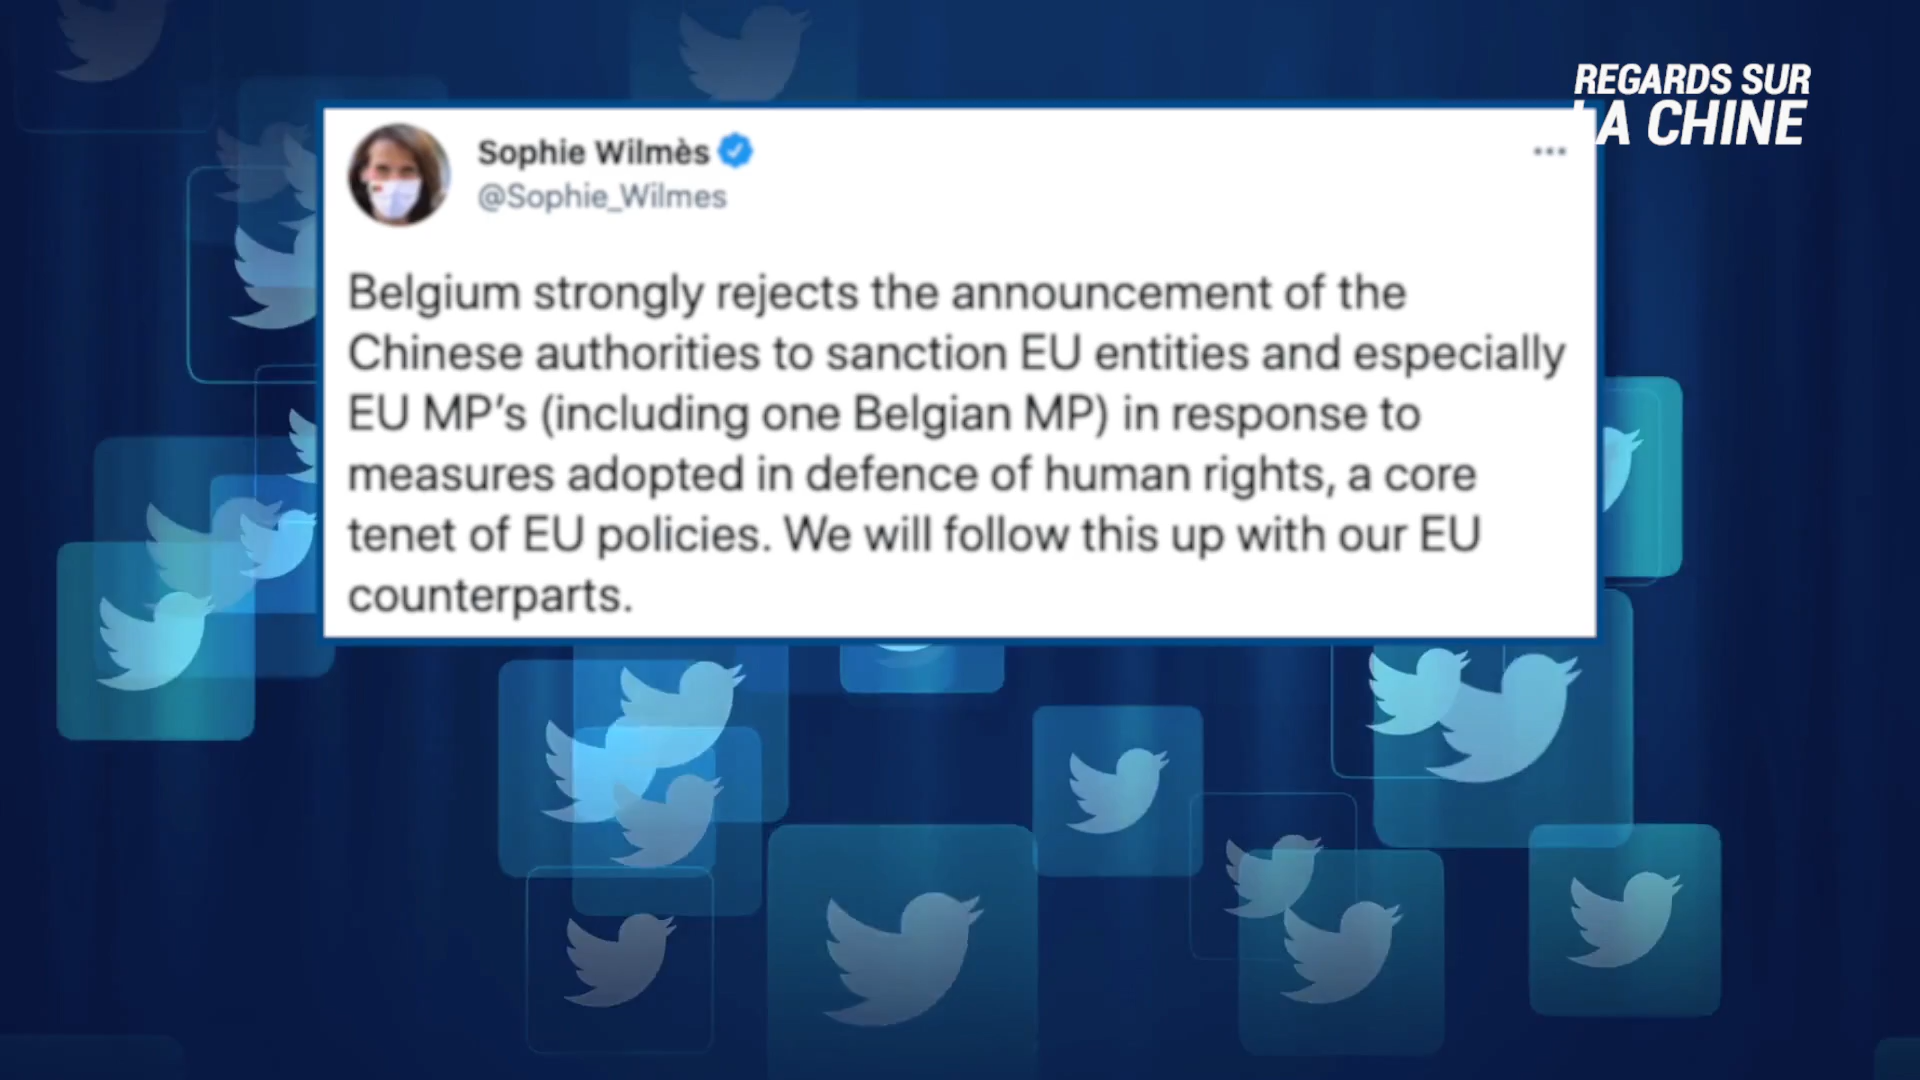 REGARDS SUR
LA CHINE
Sophie Wilmès
@Sophie_Wilmes
Belgium strongly rejects the announcement of the
Chinese authorities to sanction EU entities and especially
EU MP’s (including one Belgian MP) in response to
measures adopted in defence of human rights, a core
tenet of EU policies. We will follow this up with our EU
counterparts.